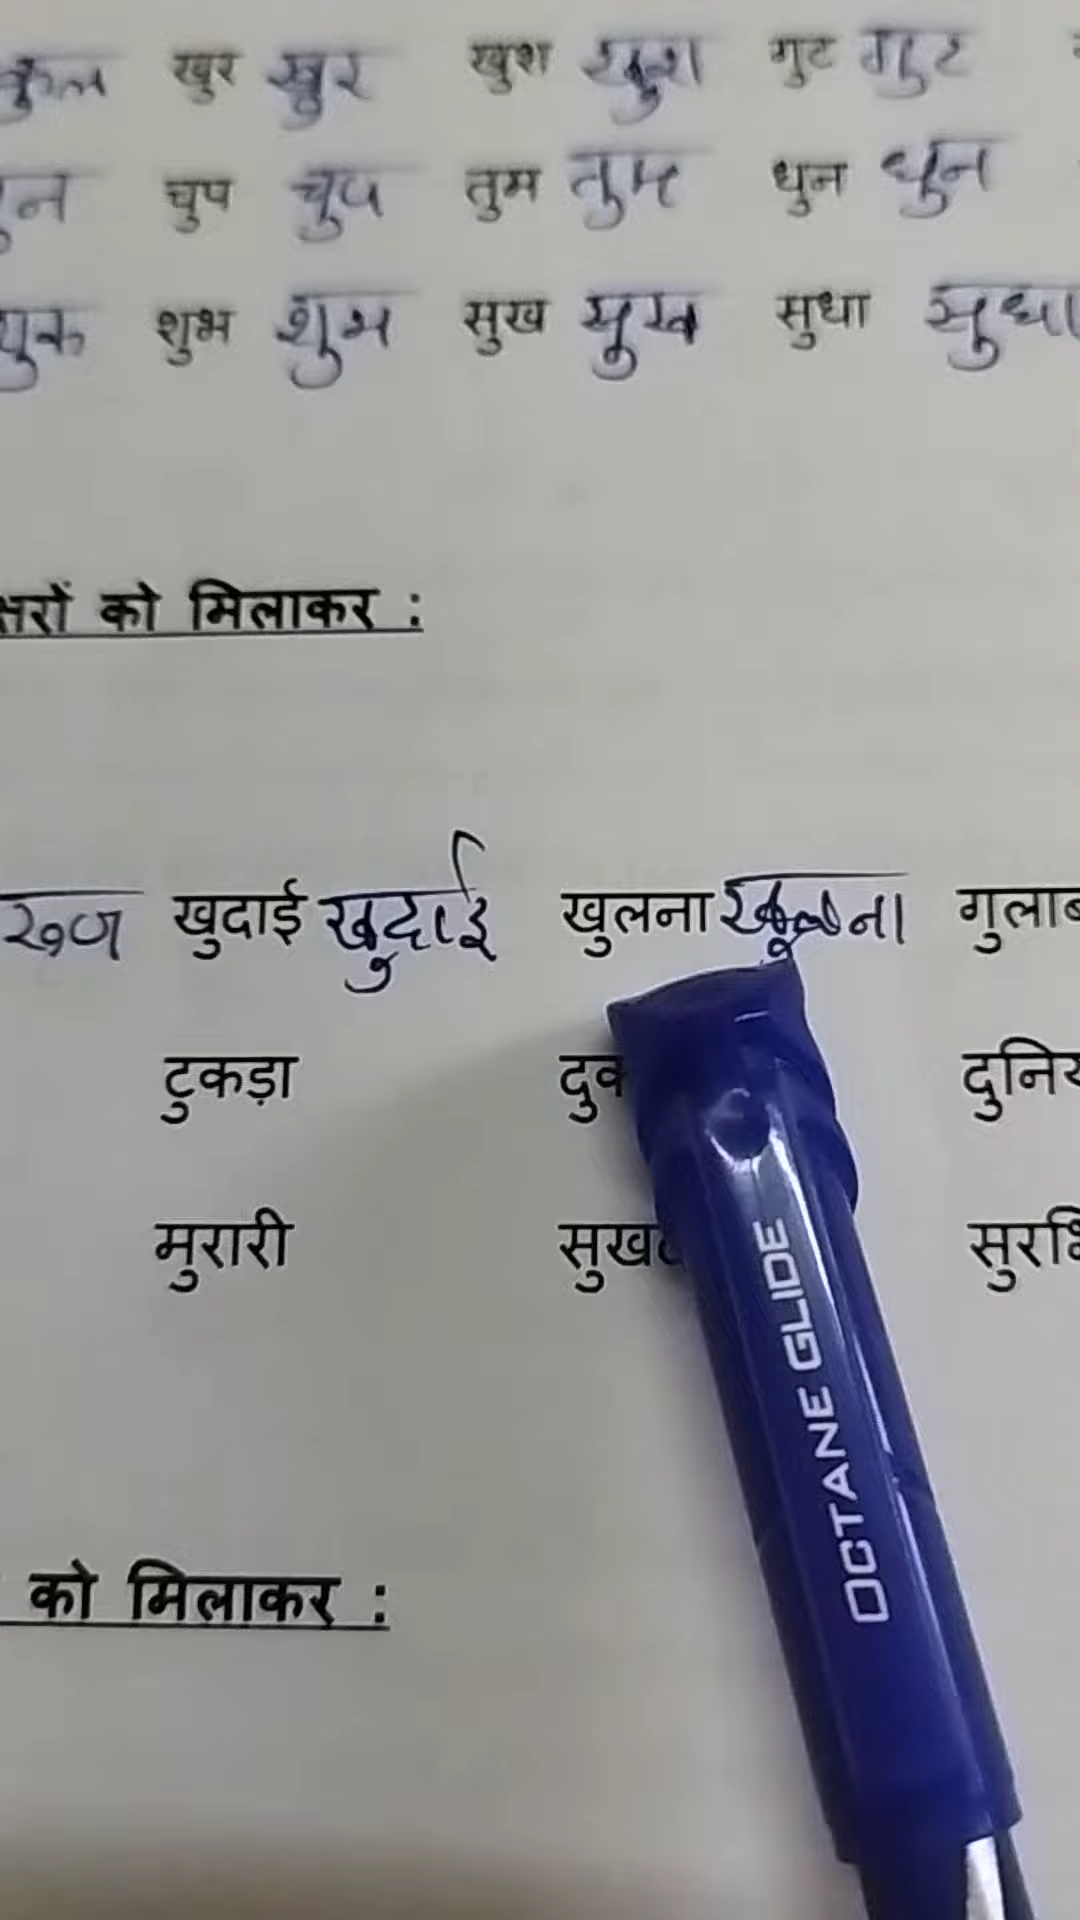 कुल खुर खुर खुश खुश गुट गुट
चुप चुप तुम तुम धुन धुन
शुभ शुभ सुख सुख सुधा सुधा
को मिलाकर :
खुदाई खुदाई खुलना खुलना
टुकड़ा
मुरारी
OCTANE GLIDE
को मिलाकर :